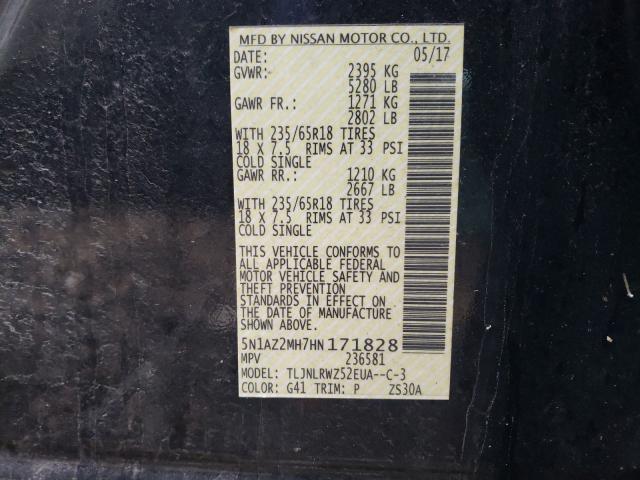 MFD BY NISSAN MOTOR CO., LTD.
DATE: 05/17
GVWR: 2395 KG
5280 LB
GAWR FR.: 1271 KG
2802 LB
WITH 235/65R18 TIRES
18 X 7.5 RIMS AT 33 PSI
COLD SINGLE
GAWR RR.: 1210 KG
2667 LB
WITH 235/65R18 TIRES
18 X 7.5 RIMS AT 33 PSI
COLD SINGLE
THIS VEHICLE CONFORMS TO
ALL APPLICABLE FEDERAL
MOTOR VEHICLE SAFETY AND
THEFT PREVENTION
STANDARDS IN EFFECT ON
THE DATE OF MANUFACTURE
SHOWN ABOVE.
5N1AZ2MH7HN171828
MPV 236581
MODEL: TLJNLRWZ52EUA--C-3
COLOR: G41 TRIM: P ZS30A